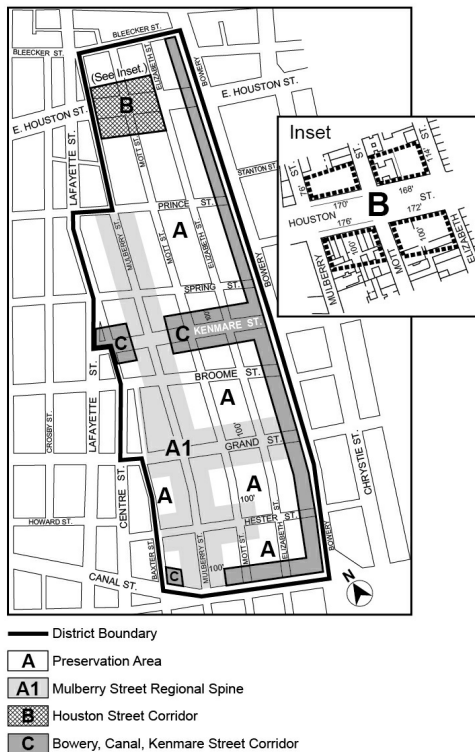 BLEECKER ST.
BLEECKER ST.
(See Inset.)
ELIZABETH ST.
BOWERY
E. HOUSTON ST.
B
E. HOUSTON ST.
LAFAYETTE ST.
MOTT ST.
STANTON ST.
PRINCE ST.
MULBERRY ST.
A
MOTT ST.
ELIZABETH ST.
BOWERY
SPRING ST.
C
C
KENMARE ST.
BROOME ST.
CROSBY ST.
LAFAYETTE ST.
A
100'
A1
GRAND ST.
CENTRE ST.
A
A
CHRYSTIE ST.
100'
HOWARD ST.
HESTER ST.
BAXTER ST.
MULBERRY ST.
MOTT ST.
ELIZABETH
A
BOWERY
CANAL ST.
C
100'
N
Inset
ST.
ST.
114'
76'
170'
B
168'
HOUSTON
ST.
176'
172'
100'
100'
MULBERRY
MOTT
ELIZABETH
District Boundary
A Preservation Area
A1 Mulberry Street Regional Spine
B Houston Street Corridor
C Bowery, Canal, Kenmare Street Corridor